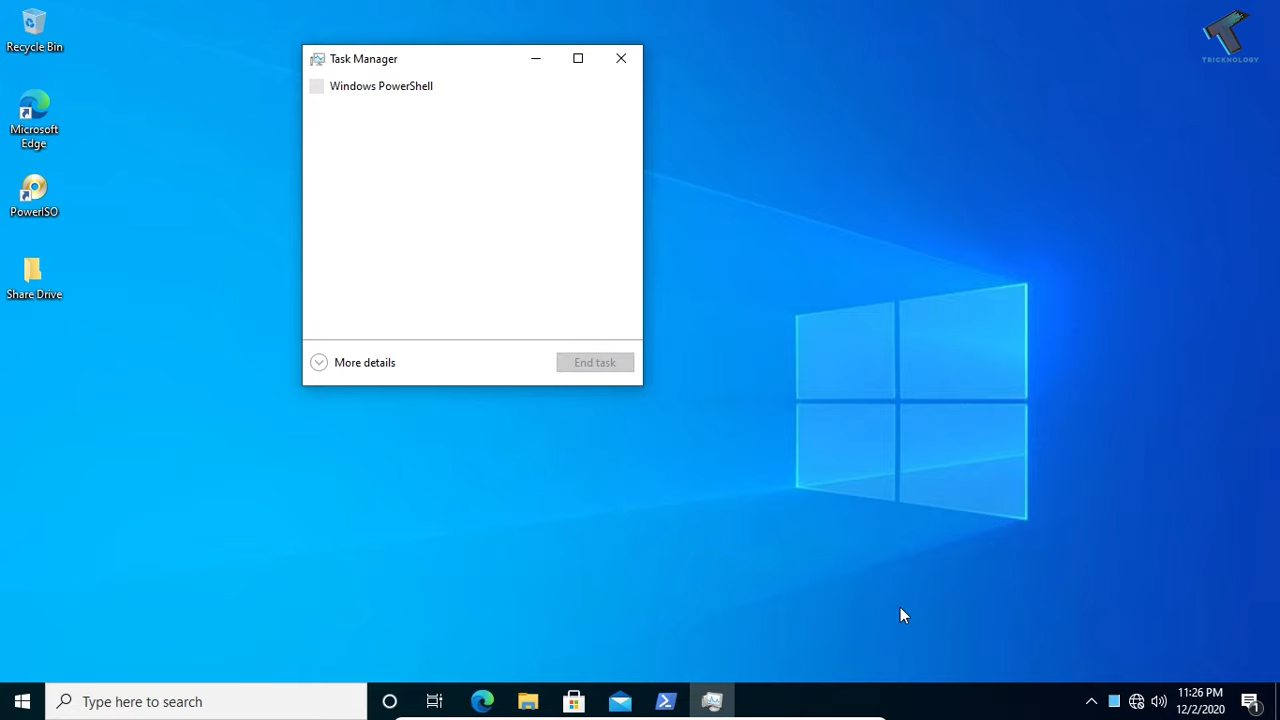 Recycle Bin
Microsoft
Edge
PowerISO
Share Drive
Task Manager
Windows PowerShell
More details
End task
TRICKNOLOGY
Type here to search
11:26 PM
12/2/2020
1